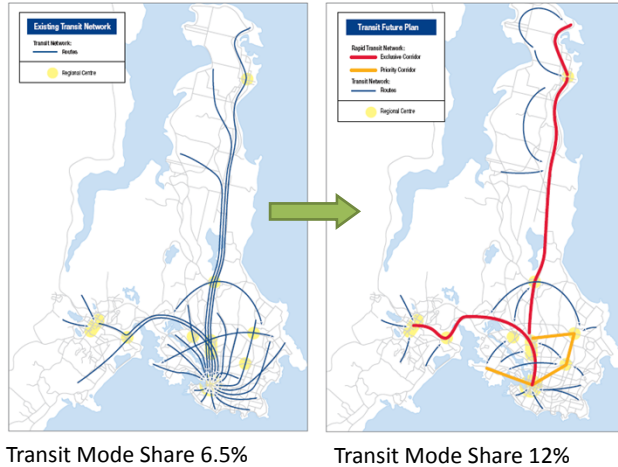 Existing Transit Network
Transit Network:
Routes
Regional Centre
Transit Future Plan
Rapid Transit Network:
Exclusive Corridor
Priority Corridor
Transit Network:
Routes
Regional Centre
Transit Mode Share 6.5%
Transit Mode Share 12%